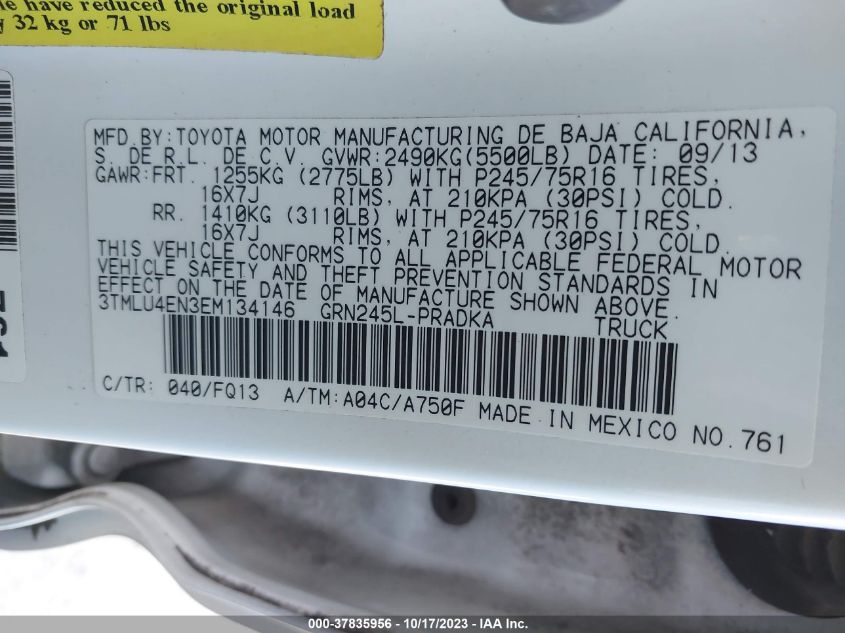 le have reduced the original load
y 32 kg or 71 lbs
MFD.BY:TOYOTA MOTOR MANUFACTURING DE BAJA CALIFORNIA,
S. DE R.L. DE C.V. GVWR:2490KG(5500LB) DATE: 09/13
GAWR:FRT. 1255KG (2775LB) WITH P245/75R16 TIRES,
16X7J RIMS, AT 210KPA (30PSI) COLD.
RR. 1410KG (3110LB) WITH P245/75R16 TIRES,
16X7J RIMS, AT 210KPA (30PSI) COLD.
THIS VEHICLE CONFORMS TO ALL APPLICABLE FEDERAL MOTOR
VEHICLE SAFETY AND THEFT PREVENTION STANDARDS IN
EFFECT ON THE DATE OF MANUFACTURE SHOWN ABOVE.
3TMLU4EN3EM134146 GRN245L-PRADKA TRUCK
C/TR: 040/FQ13 A/TM:A04C/A750F MADE IN MEXICO NO.761
000-37835956 - 10/17/2023 - IAAI Inc.